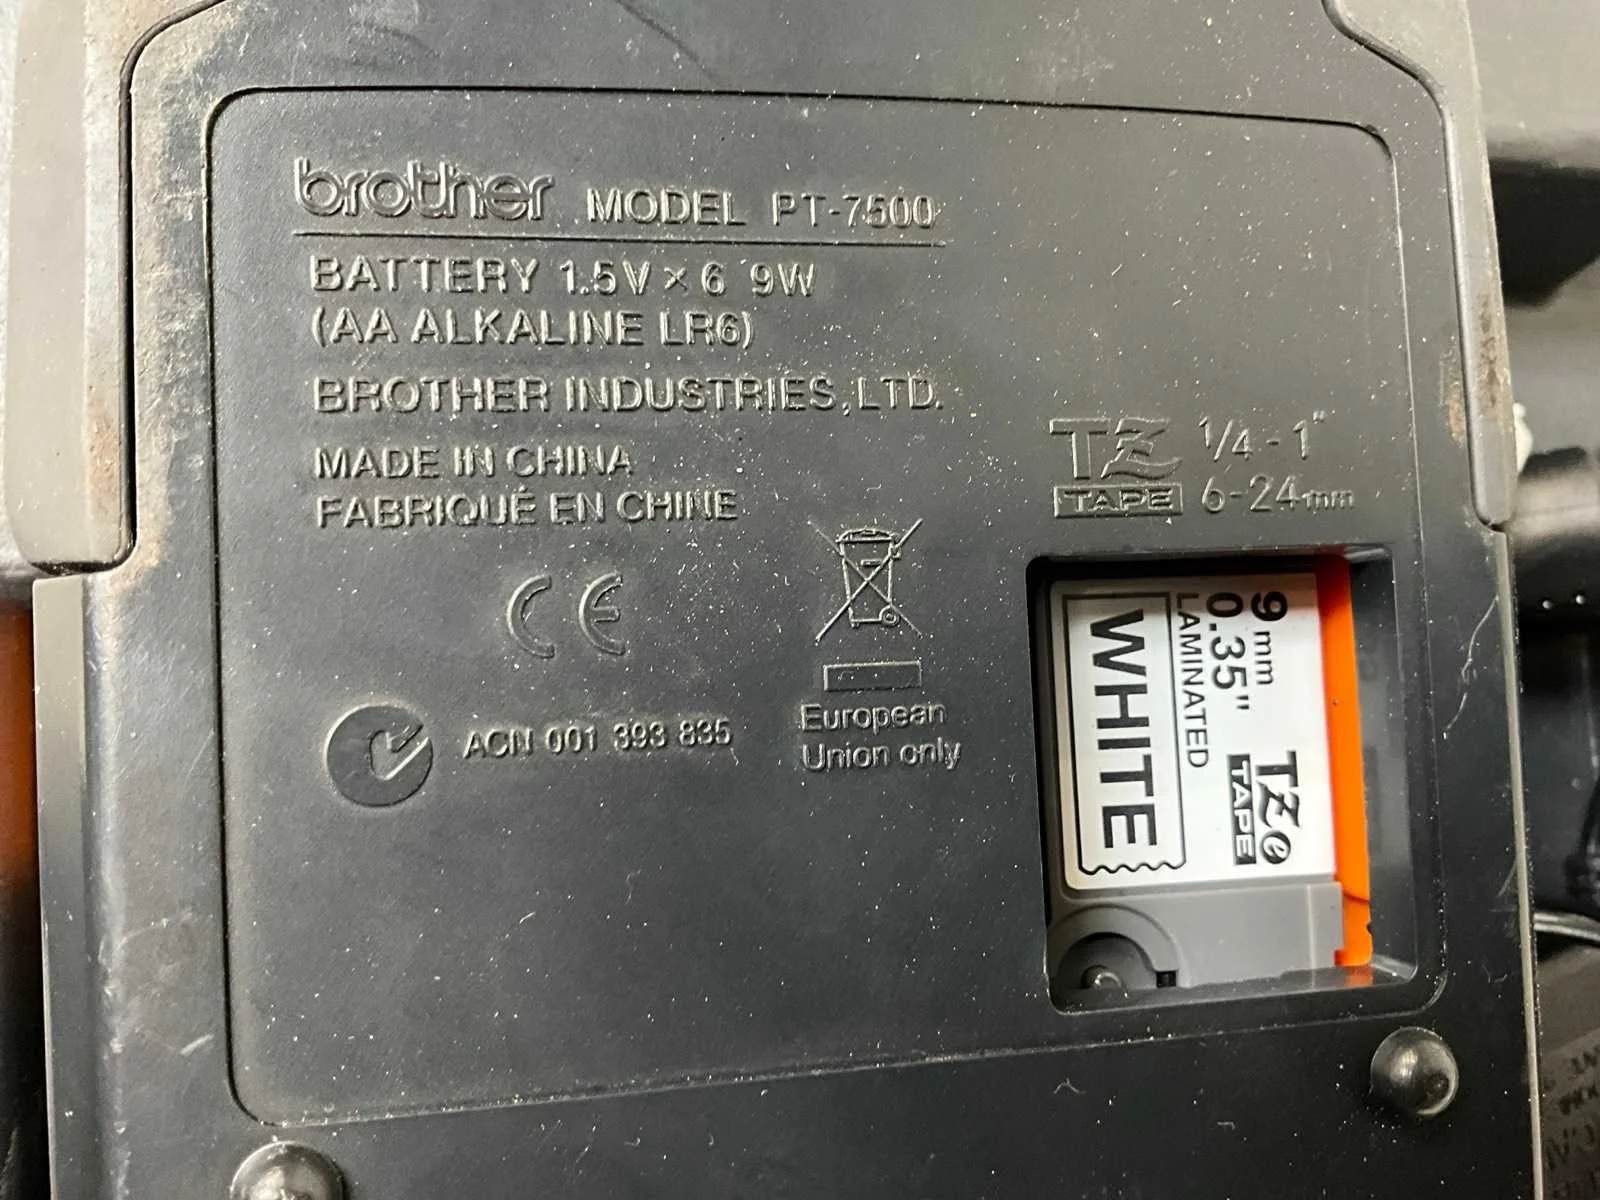 brother MODEL PT-7500
BATTERY 1.5V × 6 9W
(AA ALKALINE LR6)
BROTHER INDUSTRIES, LTD.
MADE IN CHINA
FABRIQUÉ EN CHINE
CE
ACN 001 393 835
European
Union only
TZ 1/4 - 1"
TAPE 6-24mm
9mm
0.35"
LAMINATED
WHITE
TZe
TAPE